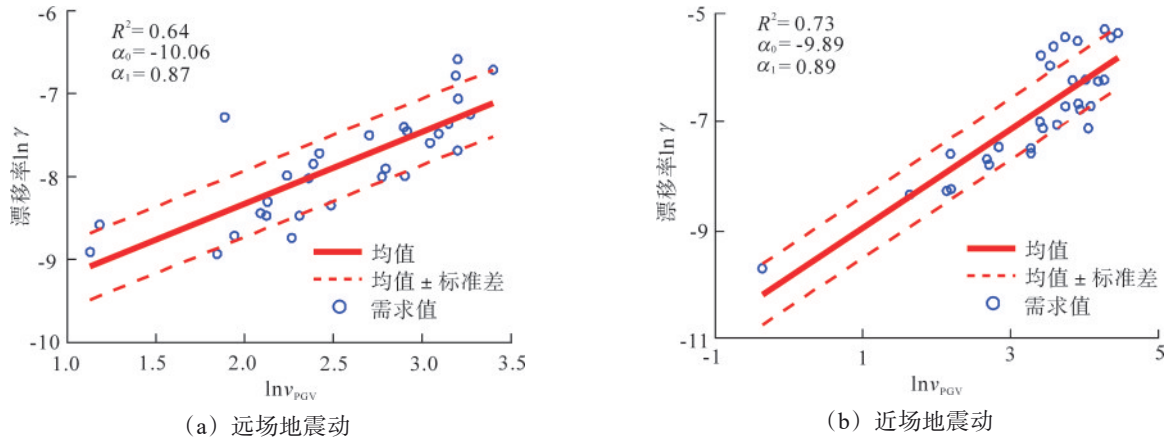 -6
R²= 0.64
α₀= -10.06
α₁= 0.87
-7
-8
-9
-10
漂移率lnγ
均值
均值 ± 标准差
需求值
1.0 1.5 2.0 2.5 3.0 3.5
lnv_PGV
(a) 远场地震动
-5
R²= 0.73
α₀= -9.89
α₁= 0.89
-7
-9
-11
漂移率lnγ
均值
均值 ± 标准差
需求值
-1 1 3 5
lnv_PGV
(b) 近场地震动